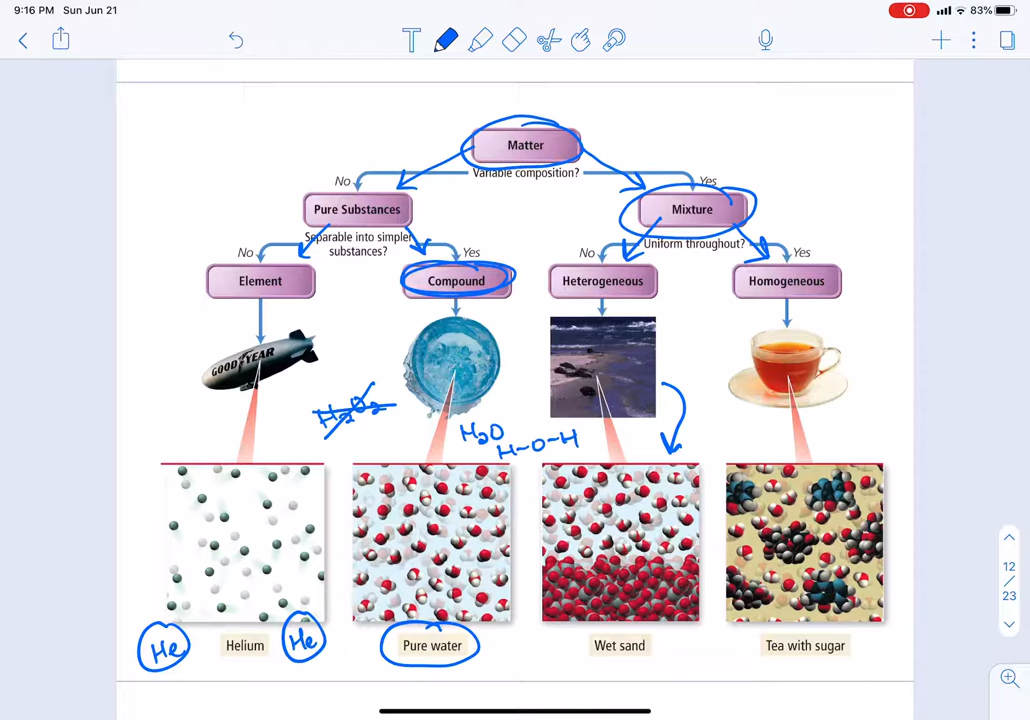 9:16 PM Sun Jun 21
83%
T
Matter
Variable composition?
No
Yes
Pure Substances
Mixture
Separable into simpler
substances?
Uniform throughout?
No
Yes
No
Yes
Element
Compound
Heterogeneous
Homogeneous
GOODYEAR
H₂O₂
H₂O
H-O-H
He
Helium
He
Pure water
Wet sand
Tea with sugar
12
/
23